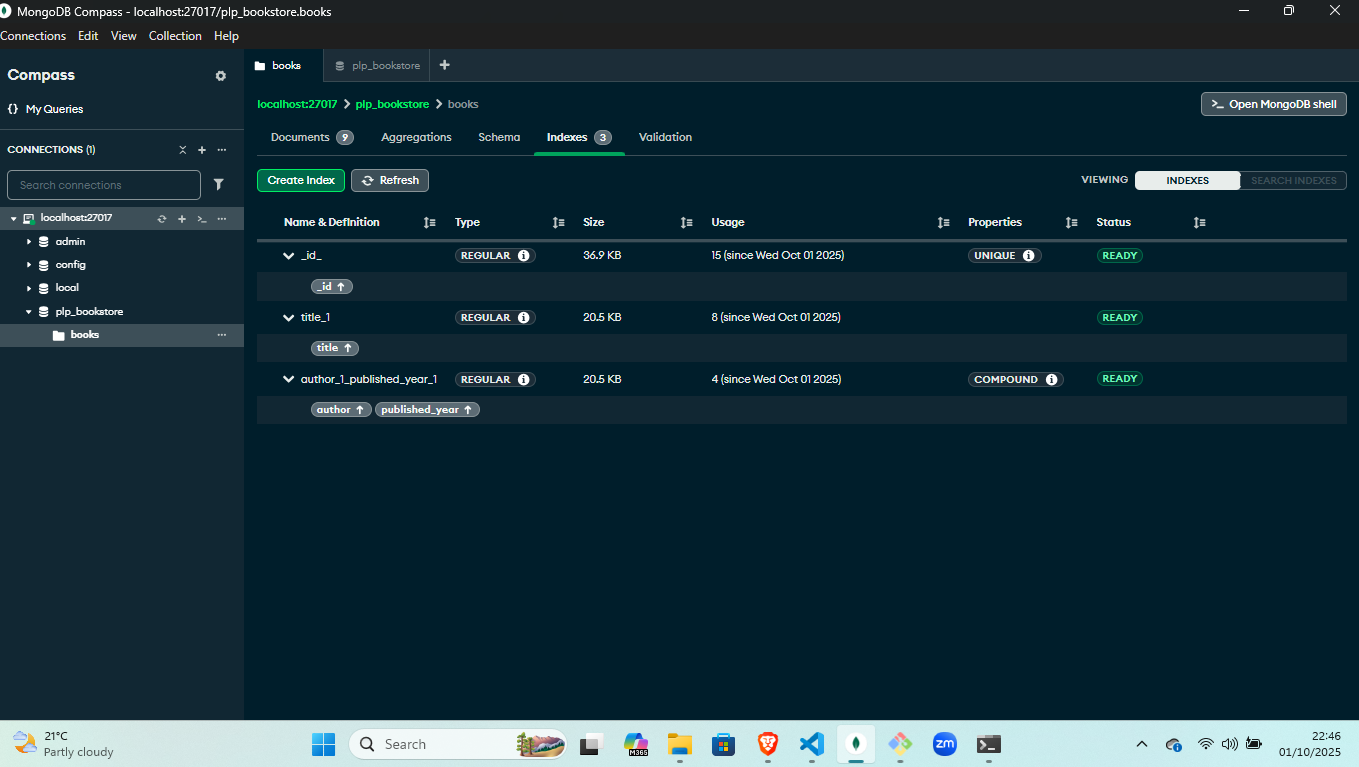 MongoDB Compass - localhost:27017/plp_bookstore.books
Connections Edit View Collection Help
Compass
{} My Queries
CONNECTIONS (1)
Search connections
localhost:27017
admin
config
local
plp_bookstore
books
books
plp_bookstore
localhost:27017 > plp_bookstore > books
>_ Open MongoDB shell
Documents 9 Aggregations Schema Indexes 3 Validation
Create Index Refresh
VIEWING INDEXES SEARCH INDEXES
Name & Definition Type Size Usage Properties Status
_id_ REGULAR 36.9 KB 15 (since Wed Oct 01 2025) UNIQUE READY
_id ↑
title_1 REGULAR 20.5 KB 8 (since Wed Oct 01 2025) READY
title ↑
author_1_published_year_1 REGULAR 20.5 KB 4 (since Wed Oct 01 2025) COMPOUND READY
author ↑ published_year ↑
21°C
Partly cloudy
Search
M365
zm
22:46
01/10/2025